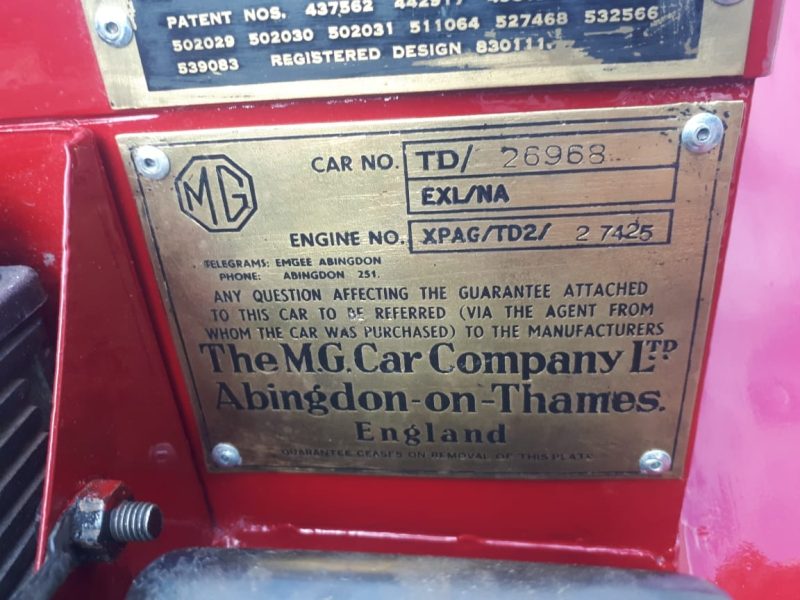 PATENT NOS. 437562
502029 502030 502031 511064 527468 532566
539083 REGISTERED DESIGN 830111.
MG
CAR NO. TD/ 26968
EXL/NA
ENGINE NO. XPAG/TD2/ 27425
TELEGRAMS: EMGEE ABINGDON
PHONE: ABINGDON 251.
ANY QUESTION AFFECTING THE GUARANTEE ATTACHED
TO THIS CAR TO BE REFERRED (VIA THE AGENT FROM
WHOM THE CAR WAS PURCHASED) TO THE MANUFACTURERS
The M.G. Car Company LTD
Abingdon-on-Thames.
England
GUARANTEE CEASES ON REMOVAL OF THIS PLATE